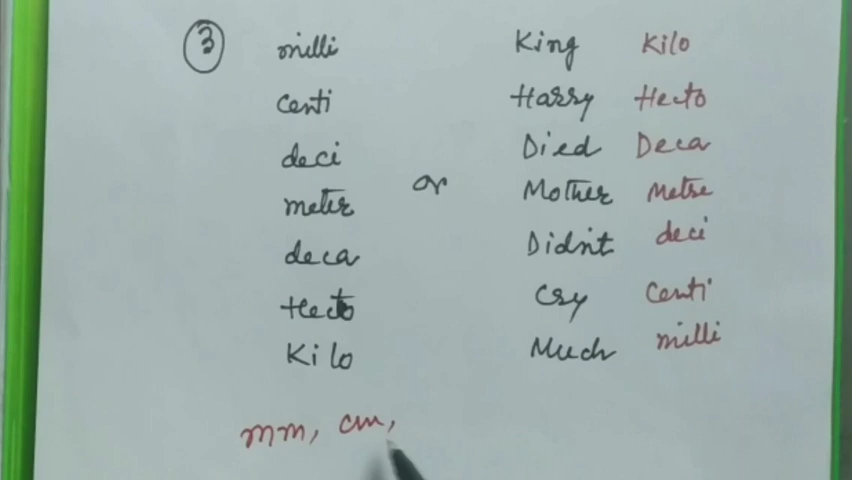 3 milli King Kilo
centi Harry Hecto
deci Died Deca
meter or Mother Metre
deca Didn't deci
Hecto Cry Centi
Kilo Much milli
mm, cm,